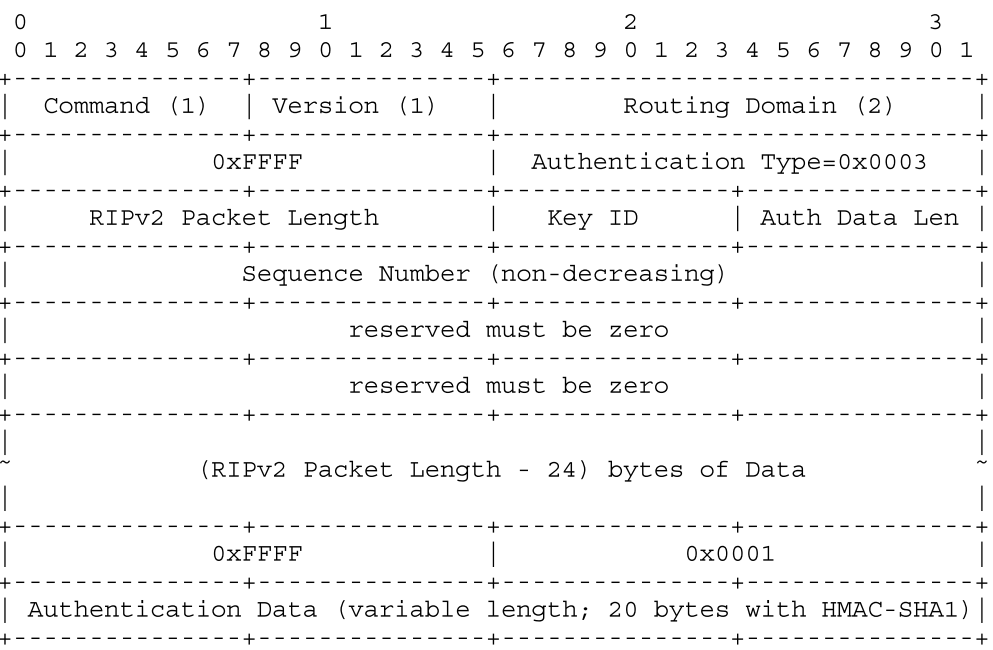 0 1 2 3
0 1 2 3 4 5 6 7 8 9 0 1 2 3 4 5 6 7 8 9 0 1 2 3 4 5 6 7 8 9 0 1
+---------------+---------------+-------------------------------+
| Command (1) | Version (1) | Routing Domain (2) |
+---------------+---------------+-------------------------------+
| 0xFFFF | Authentication Type=0x0003 |
+---------------+---------------+---------------+---------------+
| RIPv2 Packet Length | Key ID | Auth Data Len |
+---------------+---------------+---------------+---------------+
| Sequence Number (non-decreasing) |
+---------------+---------------+---------------+---------------+
| reserved must be zero |
+---------------+---------------+---------------+---------------+
| reserved must be zero |
+---------------+---------------+---------------+---------------+
| |
~ (RIPv2 Packet Length - 24) bytes of Data ~
| |
+---------------+---------------+---------------+---------------+
| 0xFFFF | 0x0001 |
+---------------+---------------+---------------+---------------+
| Authentication Data (variable length; 20 bytes with HMAC-SHA1)|
+---------------+---------------+---------------+---------------+